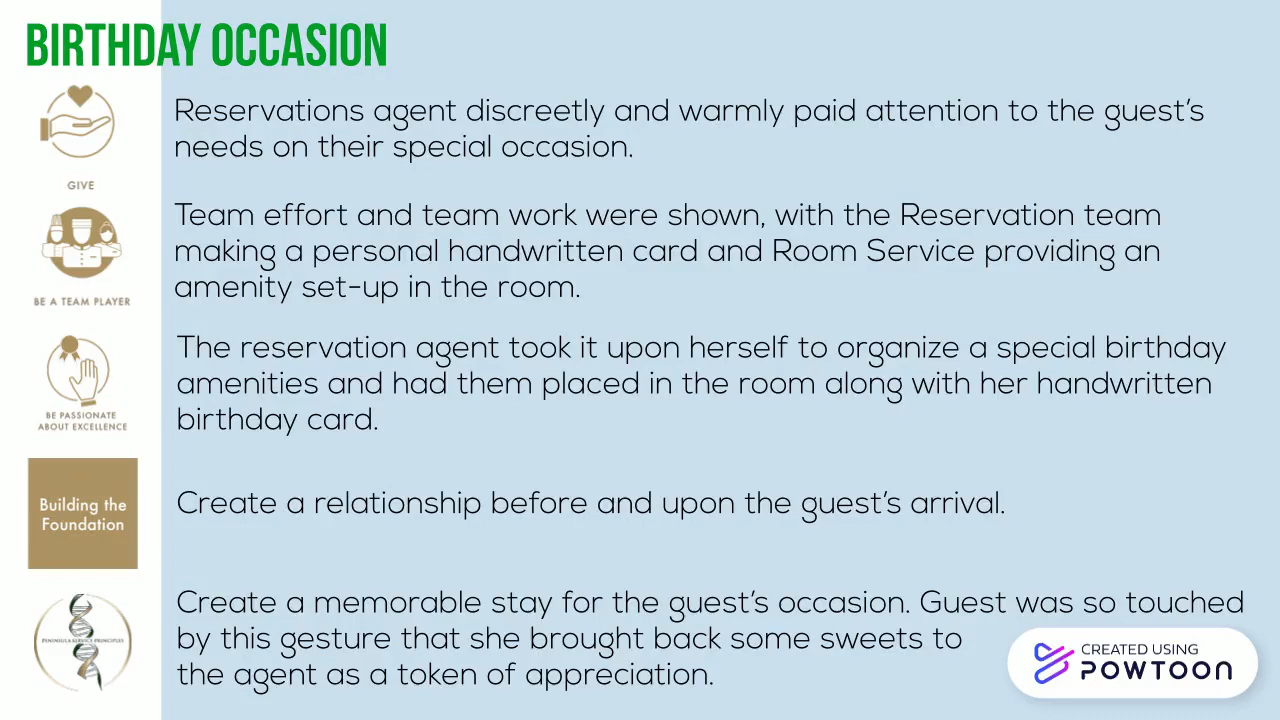 BIRTHDAY OCCASION
Reservations agent discreetly and warmly paid attention to the guest's
needs on their special occasion.
GIVE
Team effort and team work were shown, with the Reservation team
making a personal handwritten card and Room Service providing an
amenity set-up in the room.
BE A TEAM PLAYER
The reservation agent took it upon herself to organize a special birthday
amenities and had them placed in the room along with her handwritten
birthday card.
BE PASSIONATE
ABOUT EXCELLENCE
Building the
Foundation
Create a relationship before and upon the guest's arrival.
Create a memorable stay for the guest's occasion. Guest was so touched
by this gesture that she brought back some sweets to
the agent as a token of appreciation.
PENINSULA SERVICE PRINCIPLES
CREATED USING
POWTOON